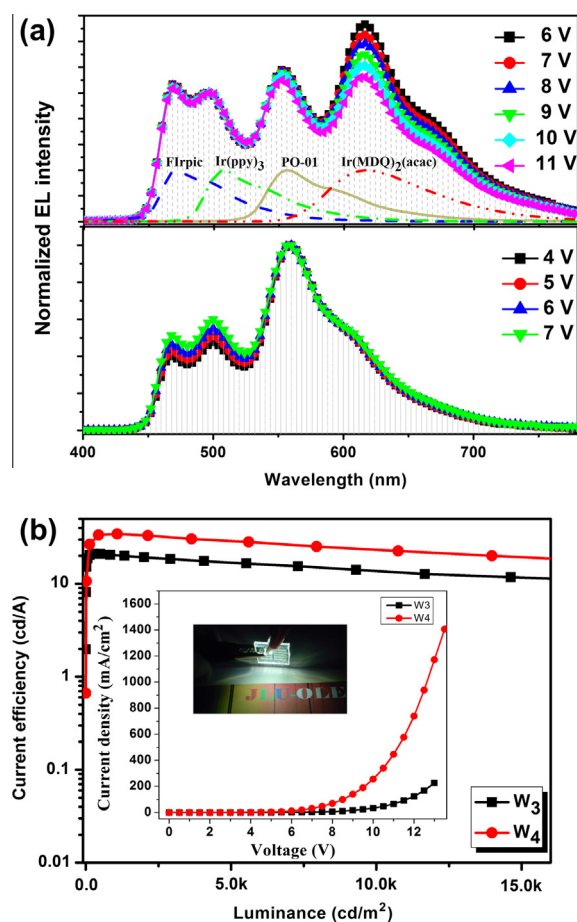 (a)
6 V
7 V
8 V
9 V
10 V
11 V
FIrpic
Ir(ppy)3
PO-01
Ir(MDQ)2(acac)
Normalized EL intensity
4 V
5 V
6 V
7 V
400 500 600 700
Wavelength (nm)
(b)
Current efficiency (cd/A)
10
1
0.1
0.01
Current density (mA/cm²)
1600
1400
1200
1000
800
600
400
200
0
W3
W4
JLU-OLE
0 2 4 6 8 10 12
Voltage (V)
W3
W4
0.0 5.0k 10.0k 15.0k
Luminance (cd/m²)